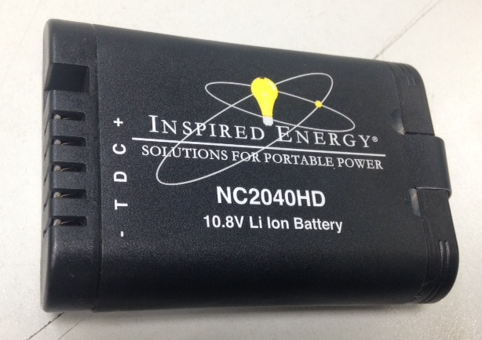 INSPIRED ENERGY®
SOLUTIONS FOR PORTABLE POWER
NC2040HD
10.8V Li Ion Battery
- T D C +